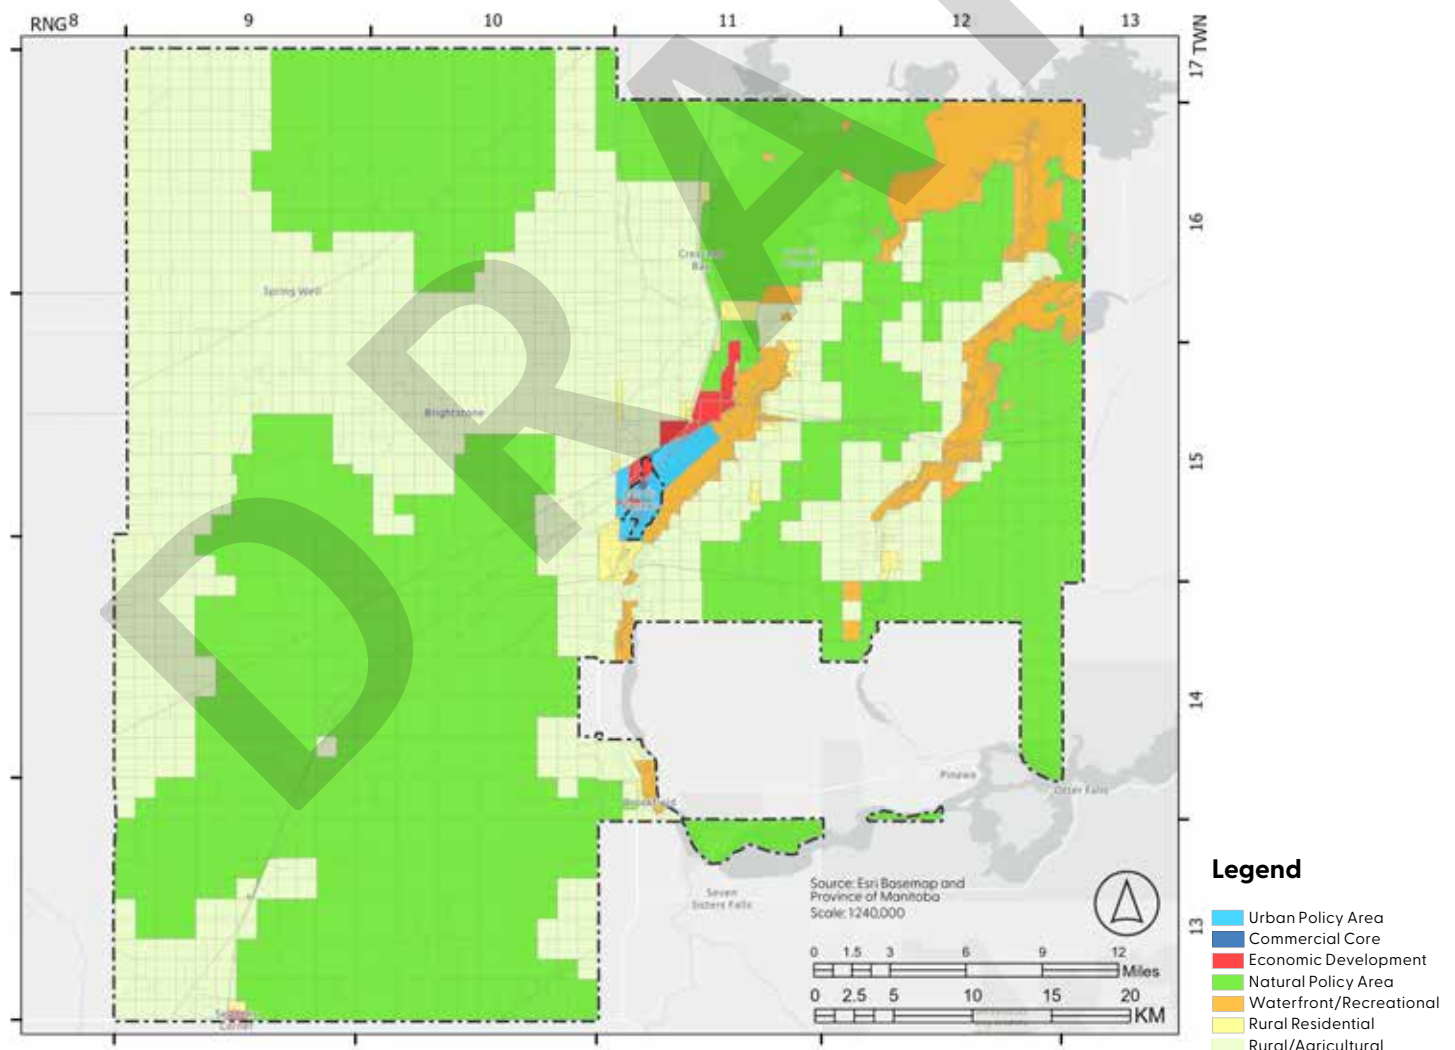 RNG 8 9 10 11 12 13
17 TWN
16
15
14
13
Spring Well
Brightstone
Brookfield
Pinawa
Otter Falls
Seven
Sisters Falls
DRAFT
Source: Esri Basemap and
Province of Manitoba
Scale: 1:240,000
0 1.5 3 6 9 12
Miles
0 2.5 5 10 15 20
KM
Legend
Urban Policy Area
Commercial Core
Economic Development
Natural Policy Area
Waterfront/Recreational
Rural Residential
Rural/Agricultural